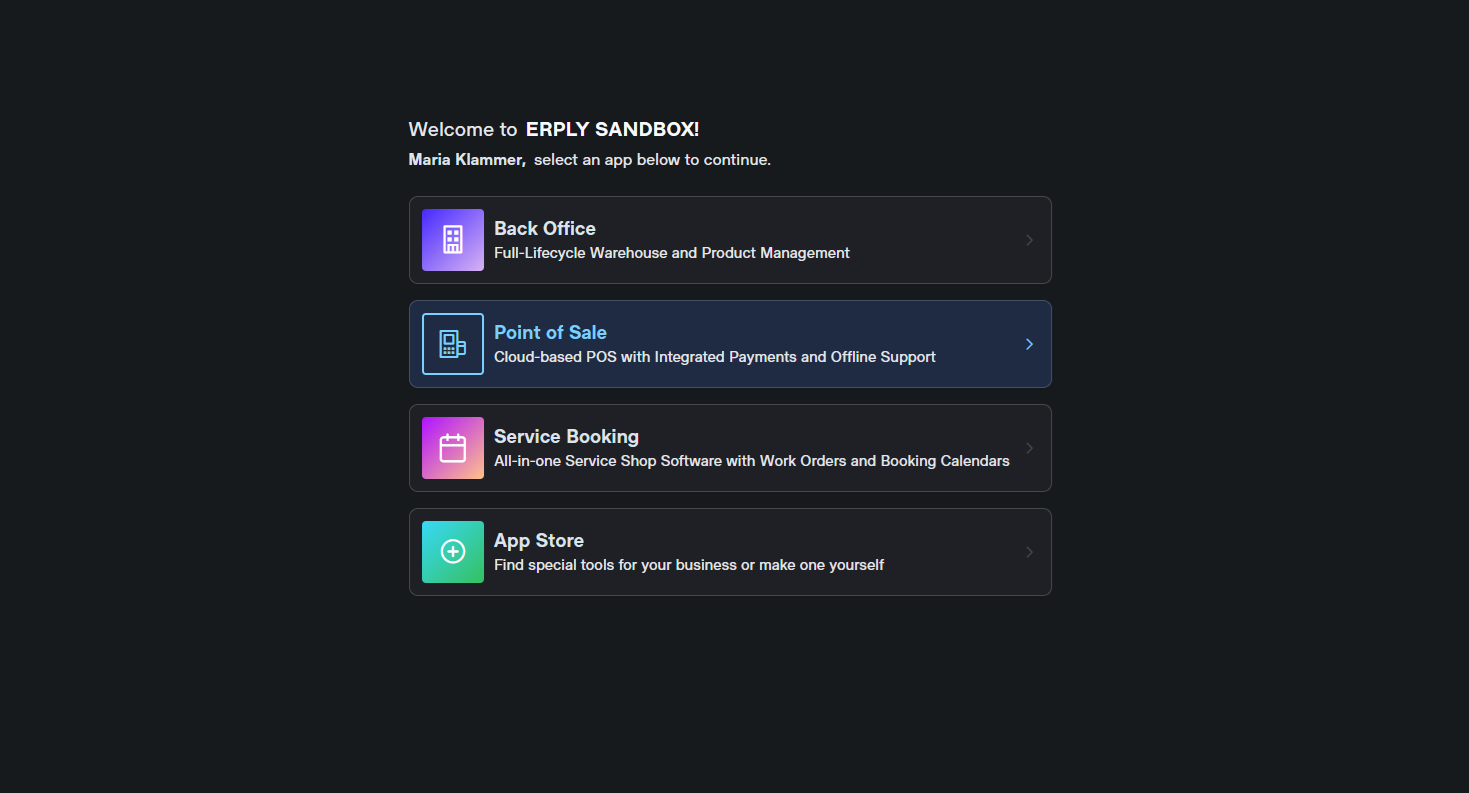 Welcome to ERPLY SANDBOX!
Maria Klammer, select an app below to continue.
Back Office
Full-Lifecycle Warehouse and Product Management
Point of Sale
Cloud-based POS with Integrated Payments and Offline Support
Service Booking
All-in-one Service Shop Software with Work Orders and Booking Calendars
App Store
Find special tools for your business or make one yourself